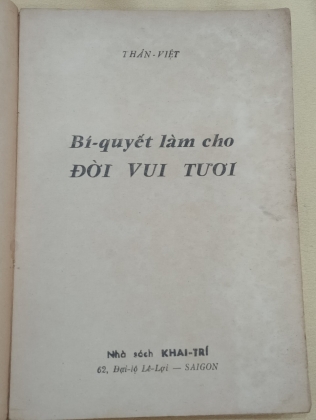 THẦN-VIỆT
Bí-quyết làm cho
ĐỜI VUI TƯƠI
Nhà sách KHAI-TRÍ
62, Đại-lộ Lê-Lợi — SAIGON